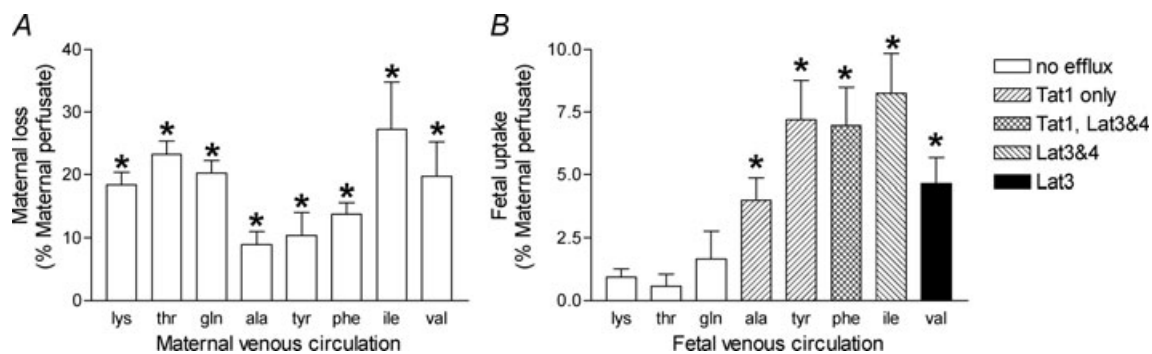 A
Maternal loss
(% Maternal perfusate)
40
30
20
10
0
* * * * * * * *
lys thr gln ala tyr phe ile val
Maternal venous circulation
B
Fetal uptake
(% Maternal perfusate)
10.0
7.5
5.0
2.5
0.0
* * * * *
lys thr gln ala tyr phe ile val
Fetal venous circulation
no efflux
Tat1 only
Tat1, Lat3&4
Lat3&4
Lat3